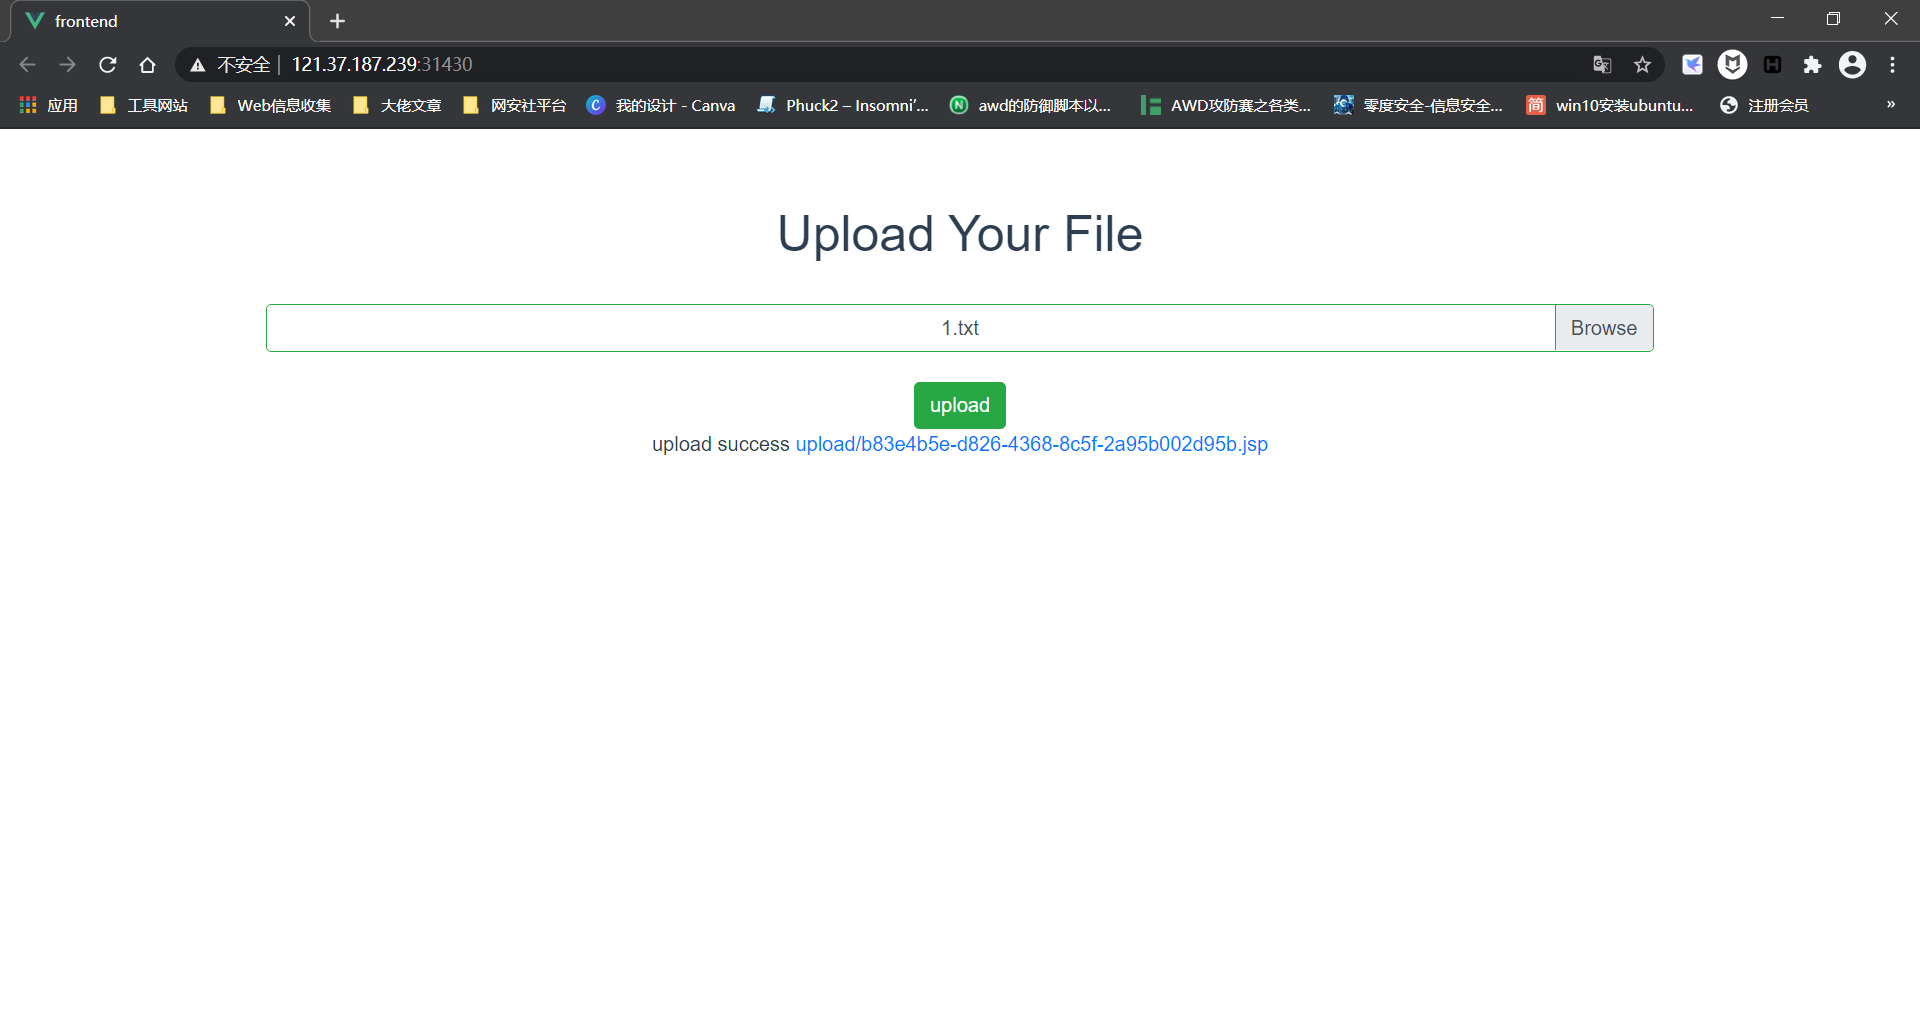 frontend
不安全 | 121.37.187.239:31430
应用 工具网站 Web信息收集 大佬文章 网安社平台 我的设计 - Canva Phuck2 – Insomni'... awd的防御脚本以... AWD攻防赛之各类... 零度安全-信息安全... win10安装ubuntu... 注册会员 »
Upload Your File
1.txt Browse
upload
upload success upload/b83e4b5e-d826-4368-8c5f-2a95b002d95b.jsp